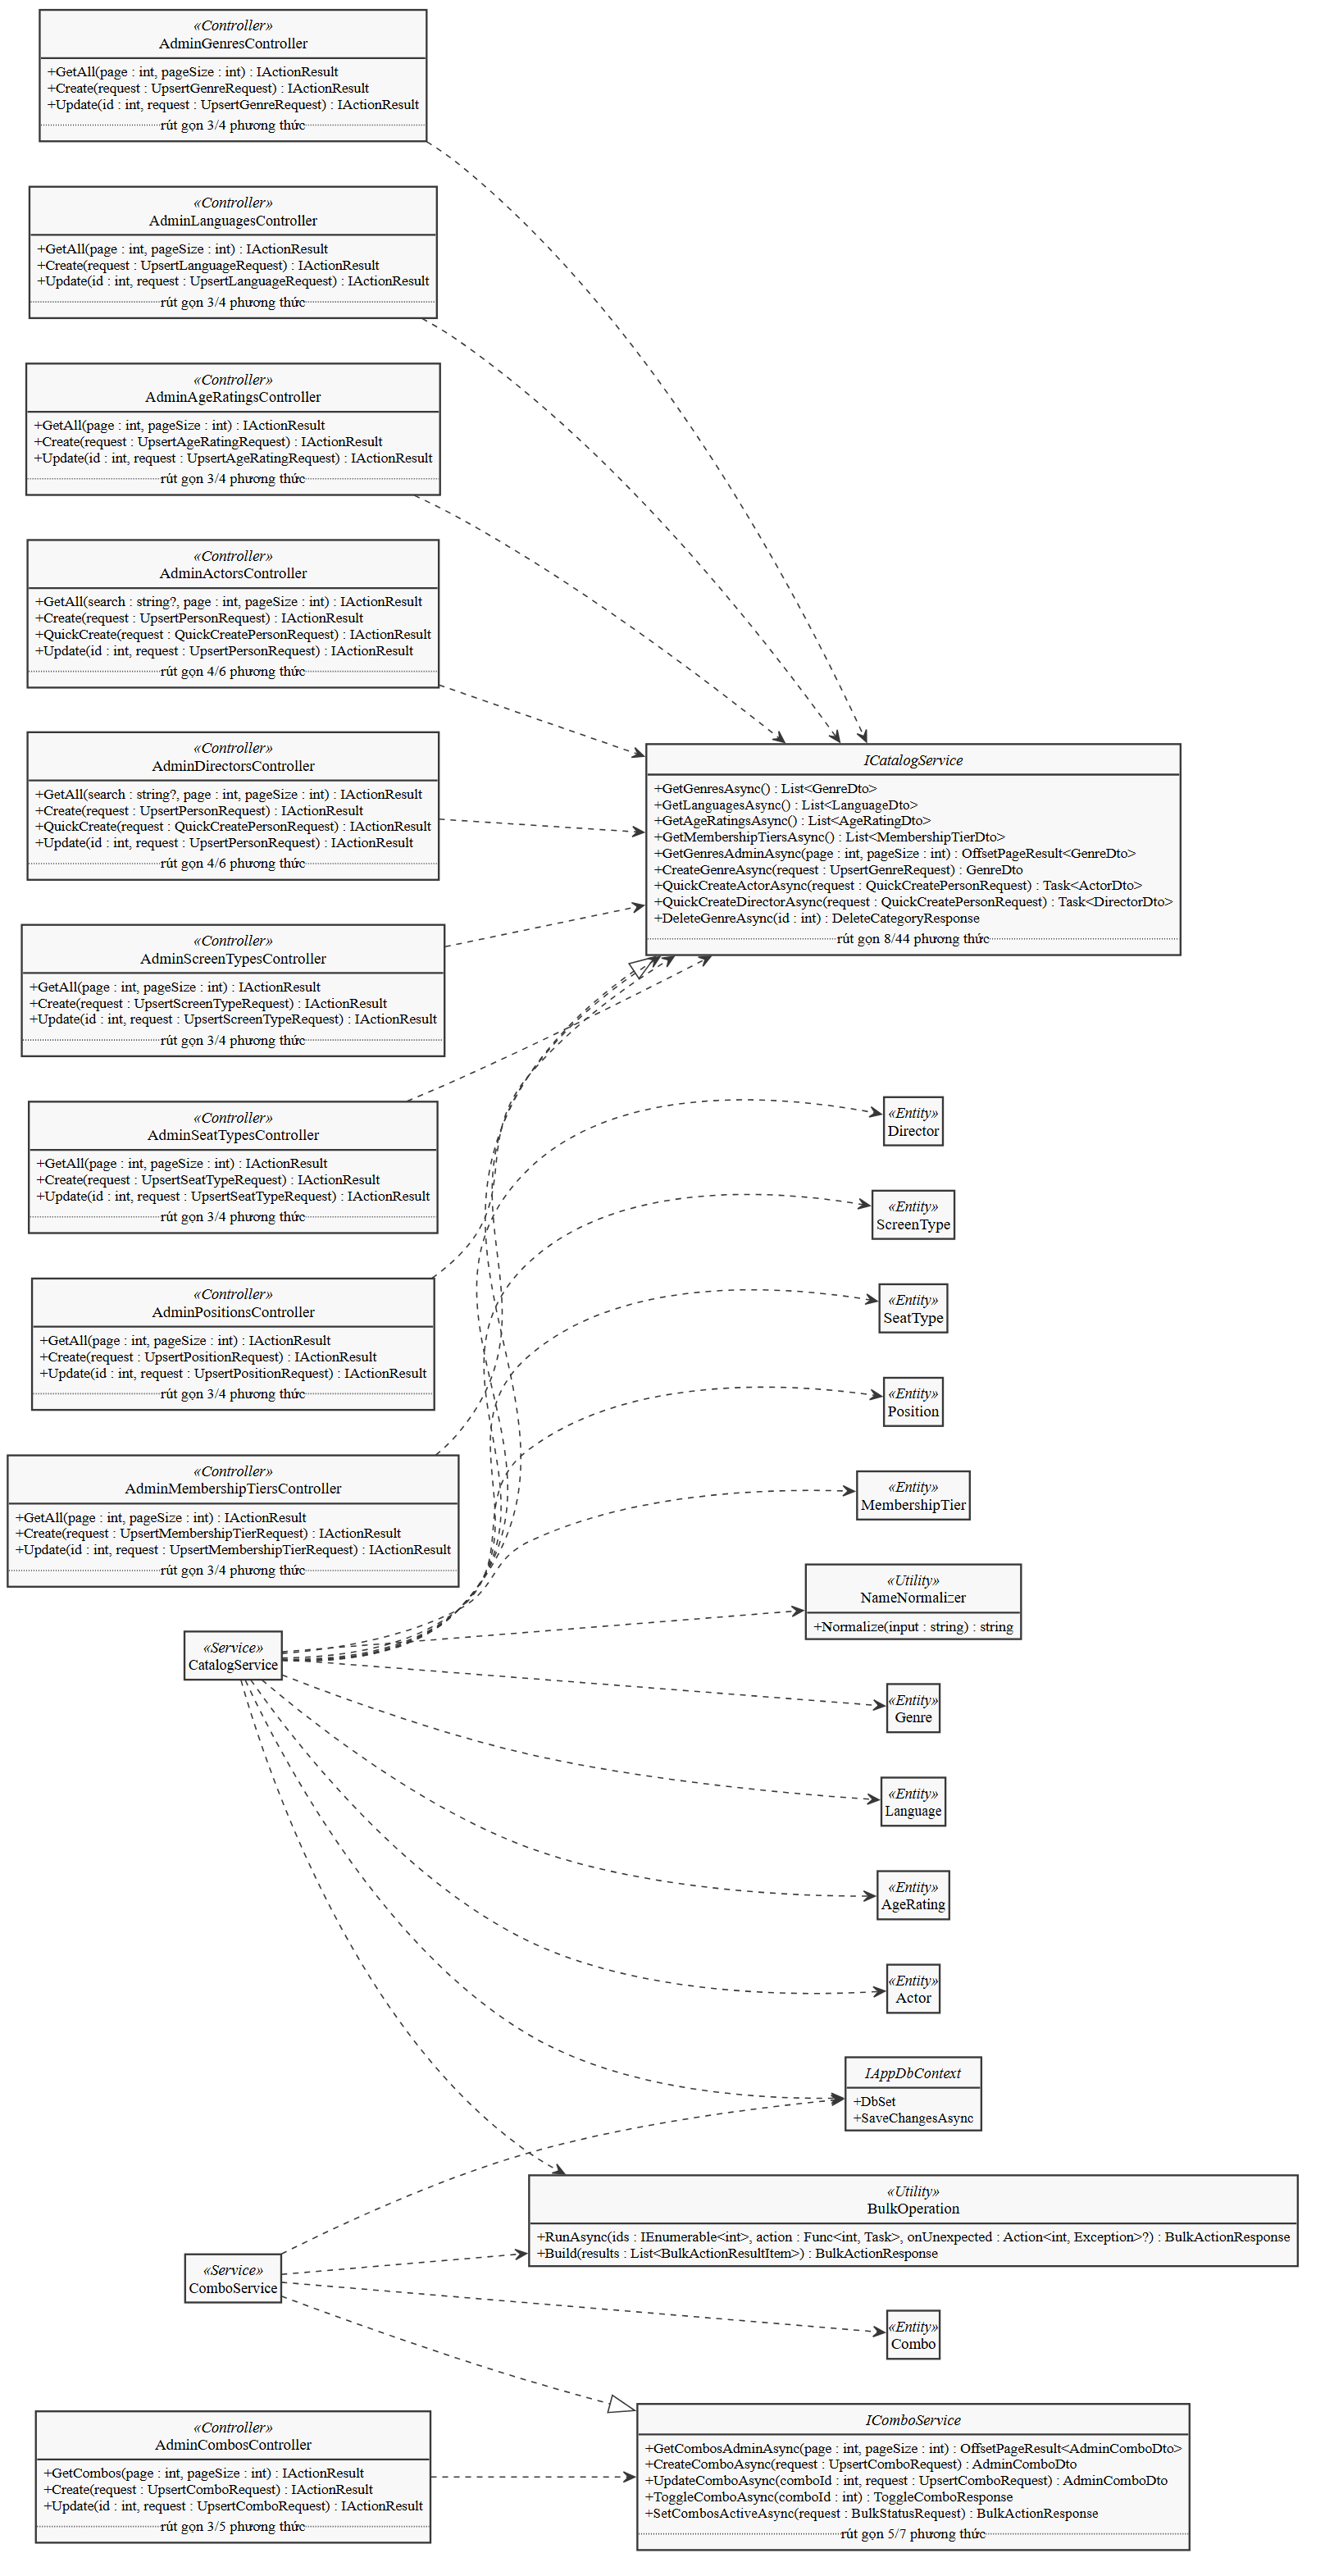 «Controller»
AdminGenresController
+GetAll(page : int, pageSize : int) : IActionResult
+Create(request : UpsertGenreRequest) : IActionResult
+Update(id : int, request : UpsertGenreRequest) : IActionResult
rút gọn 3/4 phương thức
«Controller»
AdminLanguagesController
+GetAll(page : int, pageSize : int) : IActionResult
+Create(request : UpsertLanguageRequest) : IActionResult
+Update(id : int, request : UpsertLanguageRequest) : IActionResult
rút gọn 3/4 phương thức
«Controller»
AdminAgeRatingsController
+GetAll(page : int, pageSize : int) : IActionResult
+Create(request : UpsertAgeRatingRequest) : IActionResult
+Update(id : int, request : UpsertAgeRatingRequest) : IActionResult
rút gọn 3/4 phương thức
«Controller»
AdminActorsController
+GetAll(search : string?, page : int, pageSize : int) : IActionResult
+Create(request : UpsertPersonRequest) : IActionResult
+QuickCreate(request : QuickCreatePersonRequest) : IActionResult
+Update(id : int, request : UpsertPersonRequest) : IActionResult
rút gọn 4/6 phương thức
«Controller»
AdminDirectorsController
+GetAll(search : string?, page : int, pageSize : int) : IActionResult
+Create(request : UpsertPersonRequest) : IActionResult
+QuickCreate(request : QuickCreatePersonRequest) : IActionResult
+Update(id : int, request : UpsertPersonRequest) : IActionResult
rút gọn 4/6 phương thức
ICatalogService
+GetGenresAsync() : List<GenreDto>
+GetLanguagesAsync() : List<LanguageDto>
+GetAgeRatingsAsync() : List<AgeRatingDto>
+GetMembershipTiersAsync() : List<MembershipTierDto>
+GetGenresAdminAsync(page : int, pageSize : int) : OffsetPageResult<GenreDto>
+CreateGenreAsync(request : UpsertGenreRequest) : GenreDto
+QuickCreateActorAsync(request : QuickCreatePersonRequest) : Task<ActorDto>
+QuickCreateDirectorAsync(request : QuickCreatePersonRequest) : Task<DirectorDto>
+DeleteGenreAsync(id : int) : DeleteCategoryResponse
rút gọn 8/44 phương thức
«Controller»
AdminScreenTypesController
+GetAll(page : int, pageSize : int) : IActionResult
+Create(request : UpsertScreenTypeRequest) : IActionResult
+Update(id : int, request : UpsertScreenTypeRequest) : IActionResult
rút gọn 3/4 phương thức
«Controller»
AdminSeatTypesController
+GetAll(page : int, pageSize : int) : IActionResult
+Create(request : UpsertSeatTypeRequest) : IActionResult
+Update(id : int, request : UpsertSeatTypeRequest) : IActionResult
rút gọn 3/4 phương thức
«Entity»
Director
«Entity»
ScreenType
«Controller»
AdminPositionsController
+GetAll(page : int, pageSize : int) : IActionResult
+Create(request : UpsertPositionRequest) : IActionResult
+Update(id : int, request : UpsertPositionRequest) : IActionResult
rút gọn 3/4 phương thức
«Entity»
SeatType
«Entity»
Position
«Controller»
AdminMembershipTiersController
+GetAll(page : int, pageSize : int) : IActionResult
+Create(request : UpsertMembershipTierRequest) : IActionResult
+Update(id : int, request : UpsertMembershipTierRequest) : IActionResult
rút gọn 3/4 phương thức
«Entity»
MembershipTier
«Utility»
NameNormalizer
+Normalize(input : string) : string
«Service»
CatalogService
«Entity»
Genre
«Entity»
Language
«Entity»
AgeRating
«Entity»
Actor
IAppDbContext
+DbSet
+SaveChangesAsync
«Utility»
BulkOperation
+RunAsync(ids : IEnumerable<int>, action : Func<int, Task>, onUnexpected : Action<int, Exception>?) : BulkActionResponse
+Build(results : List<BulkActionResultItem>) : BulkActionResponse
«Service»
ComboService
«Entity»
Combo
«Controller»
AdminCombosController
+GetCombos(page : int, pageSize : int) : IActionResult
+Create(request : UpsertComboRequest) : IActionResult
+Update(id : int, request : UpsertComboRequest) : IActionResult
rút gọn 3/5 phương thức
IComboService
+GetCombosAdminAsync(page : int, pageSize : int) : OffsetPageResult<AdminComboDto>
+CreateComboAsync(request : UpsertComboRequest) : AdminComboDto
+UpdateComboAsync(comboId : int, request : UpsertComboRequest) : AdminComboDto
+ToggleComboAsync(comboId : int) : ToggleComboResponse
+SetCombosActiveAsync(request : BulkStatusRequest) : BulkActionResponse
rút gọn 5/7 phương thức